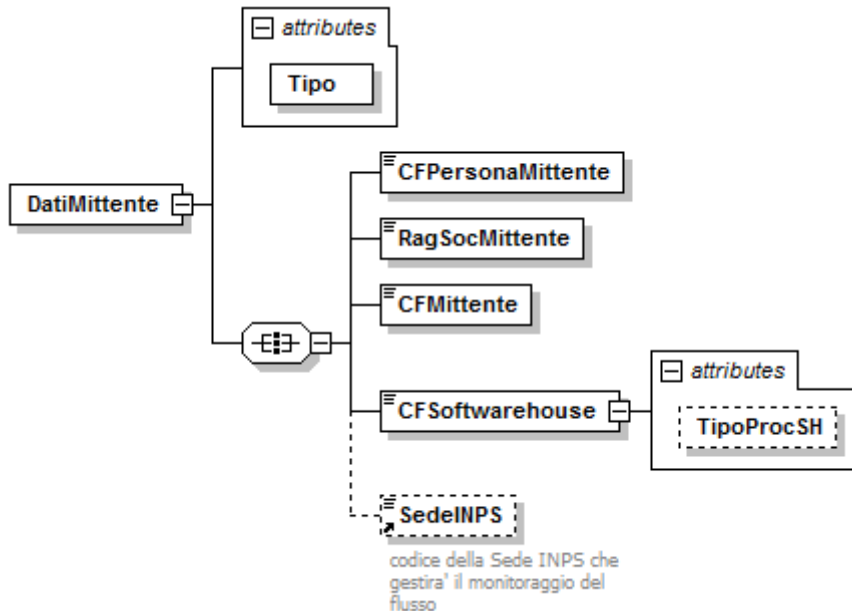 attributes
Tipo
DatiMittente
CFPersonaMittente
RagSocMittente
CFMittente
CFSoftwarehouse
attributes
TipoProcSH
SedeINPS
codice della Sede INPS che
gestira' il monitoraggio del
flusso